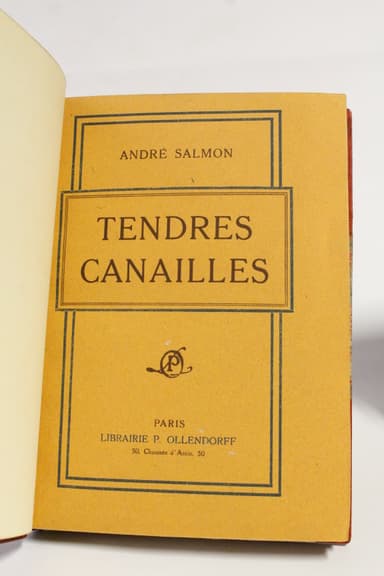 ANDRÉ SALMON
TENDRES
CANAILLES
PARIS
LIBRAIRIE P. OLLENDORFF
50, Chaussée d'Antin, 50